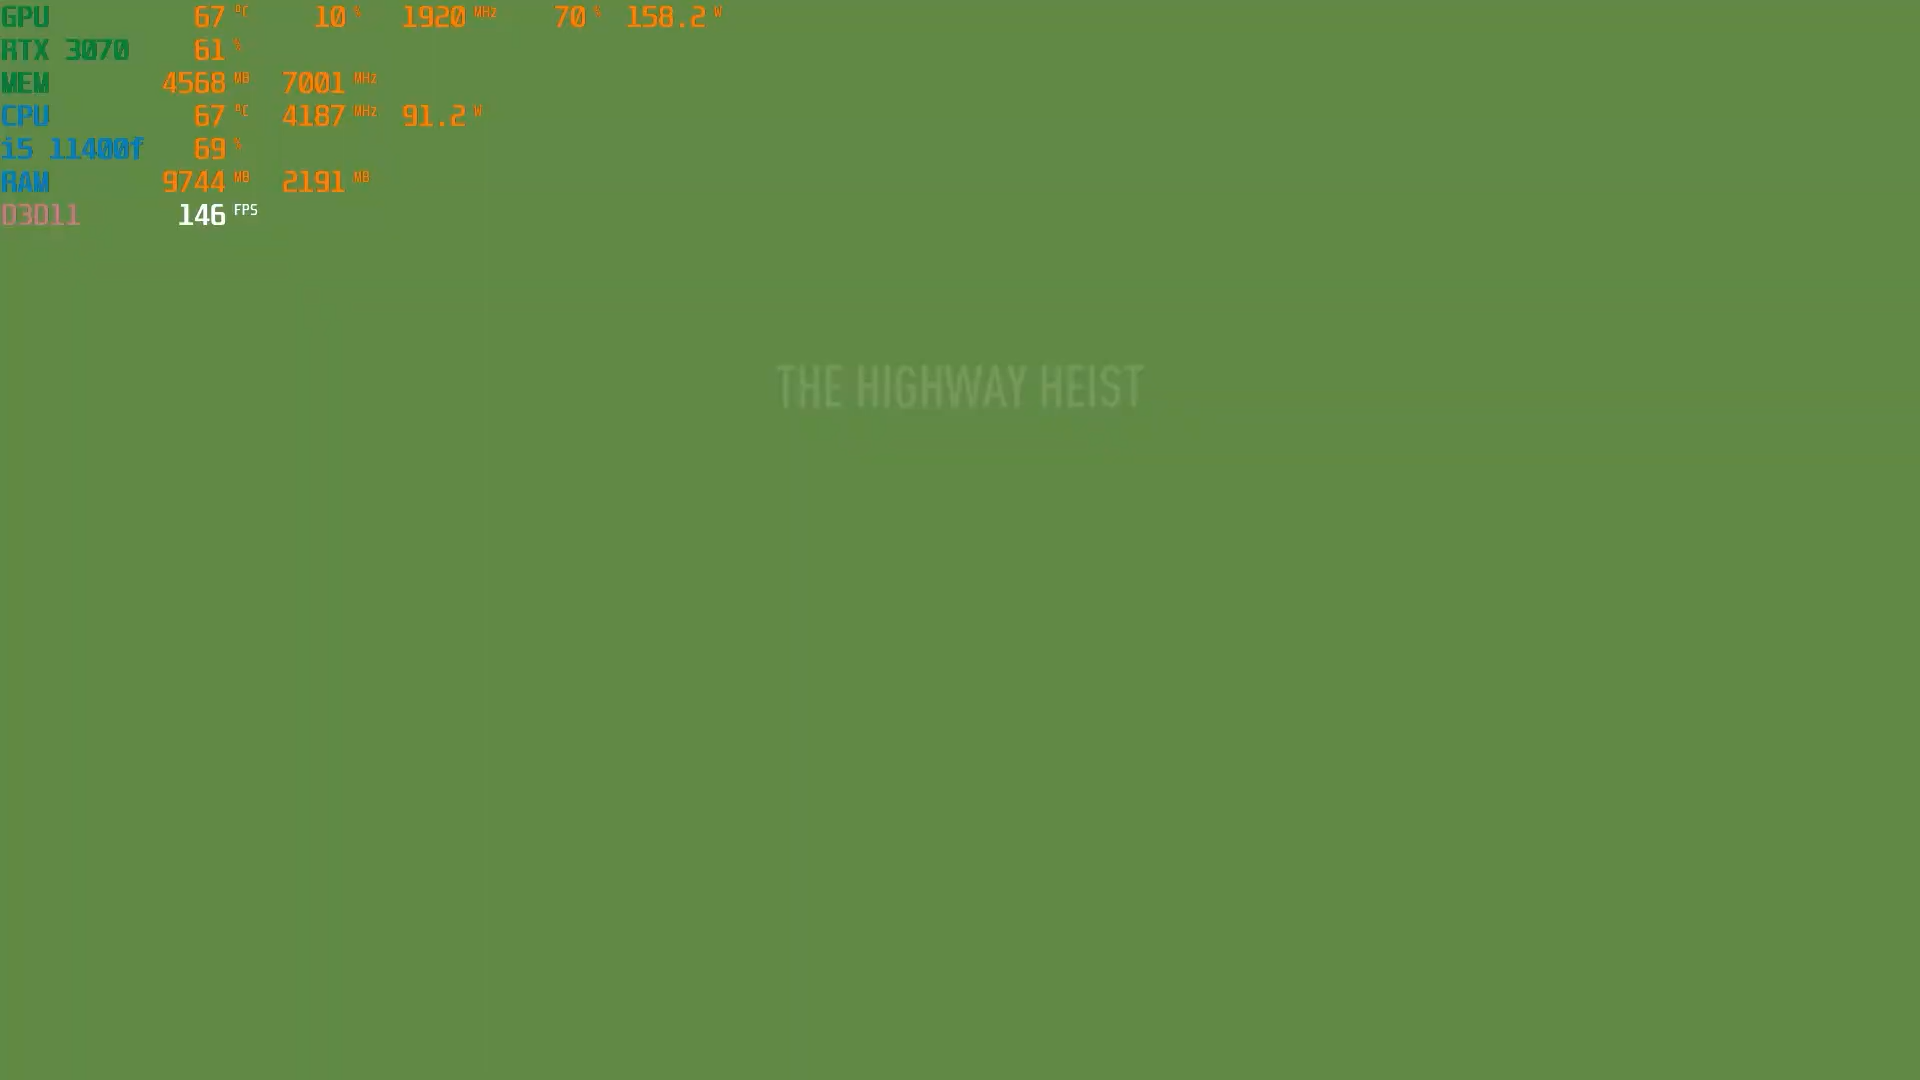 GPU 67 °C 10 % 1920 MHz 70 % 158.2 W
RTX 3070 61 %
MEM 4568 MB 7001 MHz
CPU 67 °C 4187 MHz 91.2 W
i5 11400f 69 %
RAM 9744 MB 2191 MB
D3D11 146 FPS
THE HIGHWAY HEIST